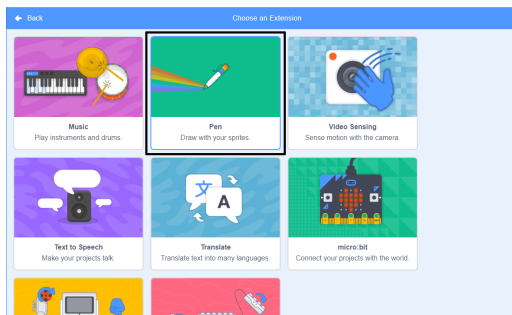 Back
Choose an Extension
Music
Play instruments and drums.
Pen
Draw with your sprites.
Video Sensing
Sense motion with the camera.
文
A
Text to Speech
Make your projects talk.
Translate
Translate text into many languages.
micro:bit
Connect your projects with the world.